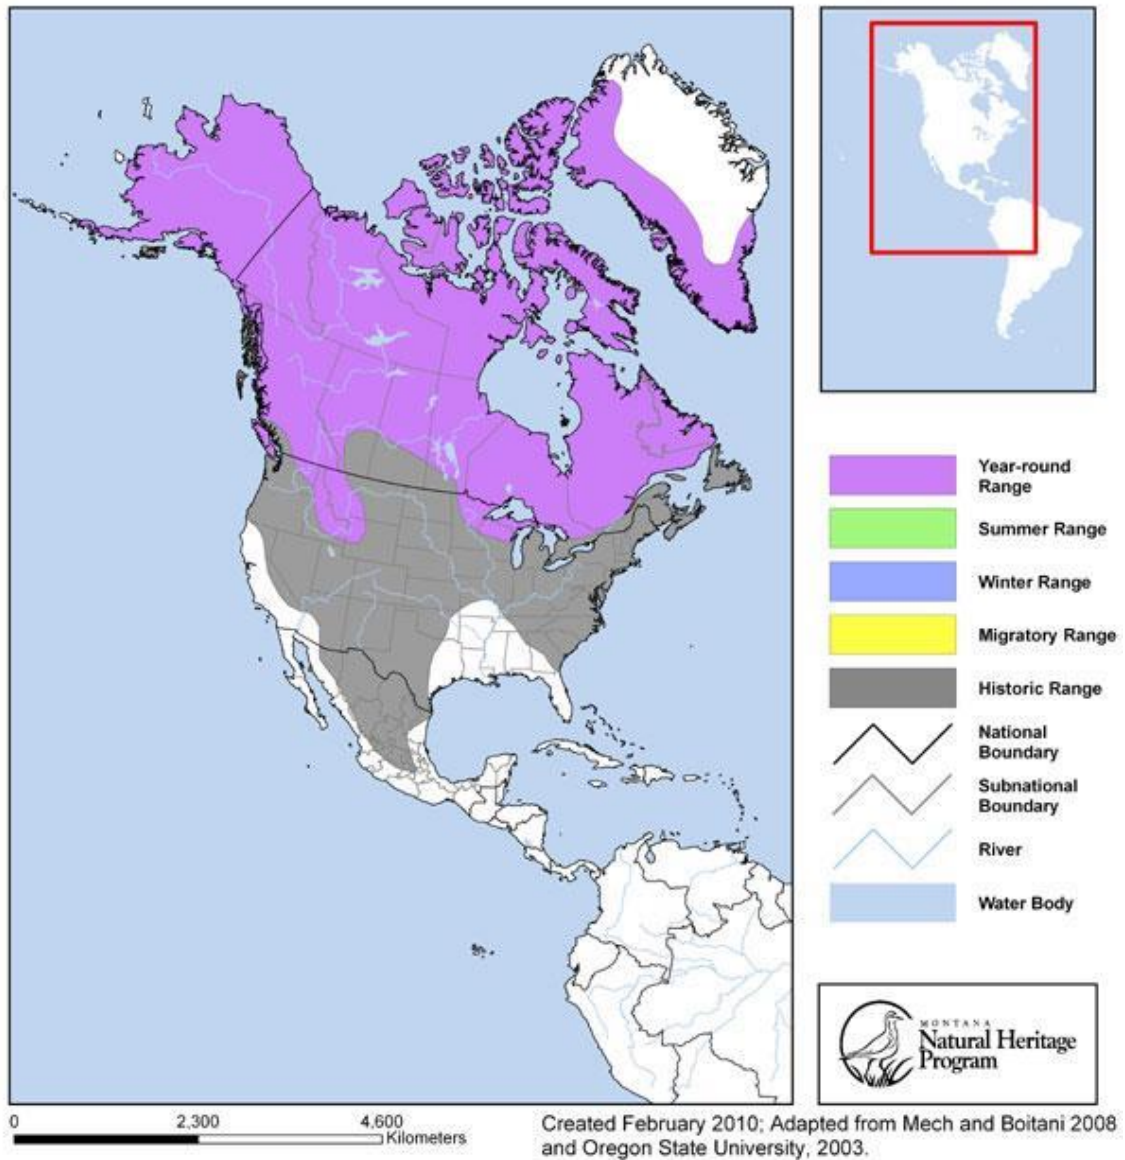 Year-round
Range
Summer Range
Winter Range
Migratory Range
Historic Range
National
Boundary
Subnational
Boundary
River
Water Body
MONTANA
Natural Heritage
Program
0 2,300 4,600
Kilometers
Created February 2010; Adapted from Mech and Boitani 2008
and Oregon State University, 2003.